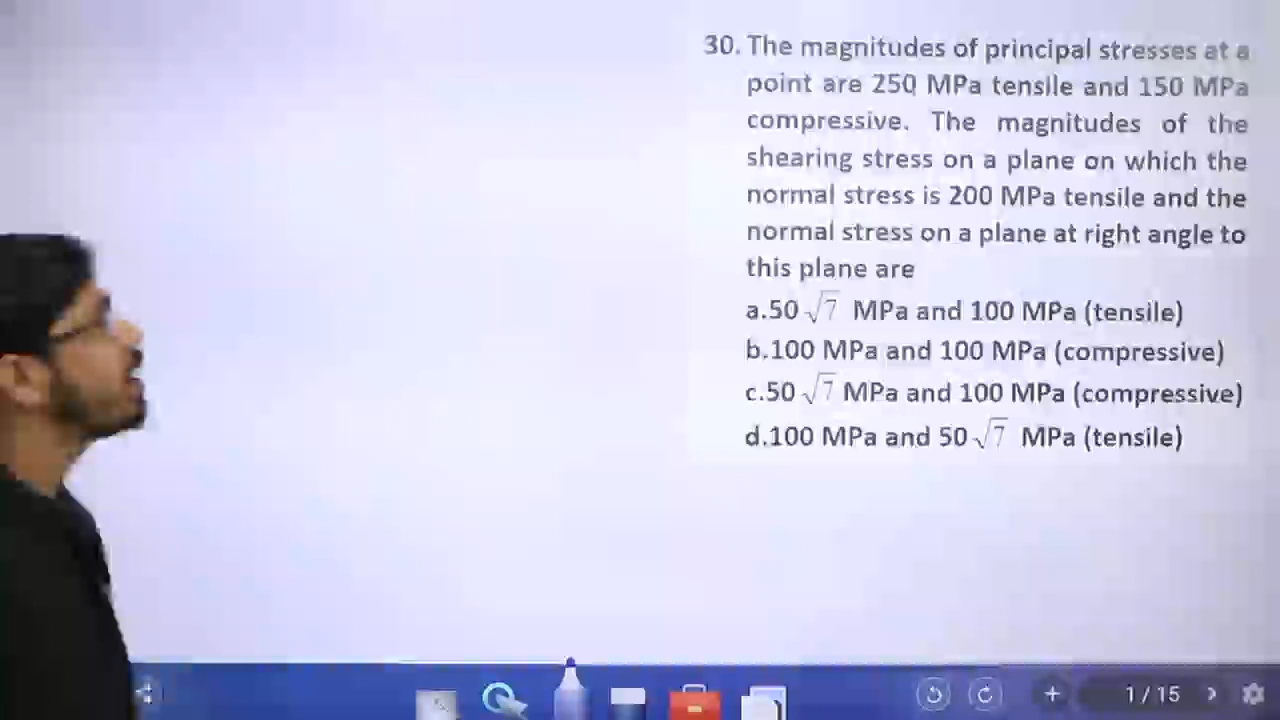 30. The magnitudes of principal stresses at a
point are 250 MPa tensile and 150 MPa
compressive. The magnitudes of the
shearing stress on a plane on which the
normal stress is 200 MPa tensile and the
normal stress on a plane at right angle to
this plane are
a.50 √7 MPa and 100 MPa (tensile)
b.100 MPa and 100 MPa (compressive)
c.50 √7 MPa and 100 MPa (compressive)
d.100 MPa and 50 √7 MPa (tensile)
1 / 15